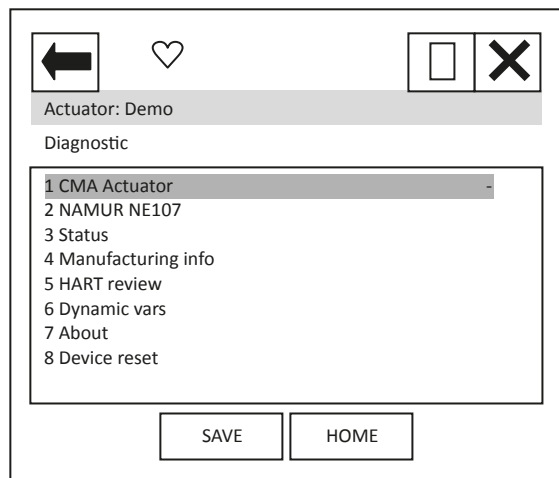 Actuator: Demo
Diagnostic
1 CMA Actuator -
2 NAMUR NE107
3 Status
4 Manufacturing info
5 HART review
6 Dynamic vars
7 About
8 Device reset
SAVE HOME